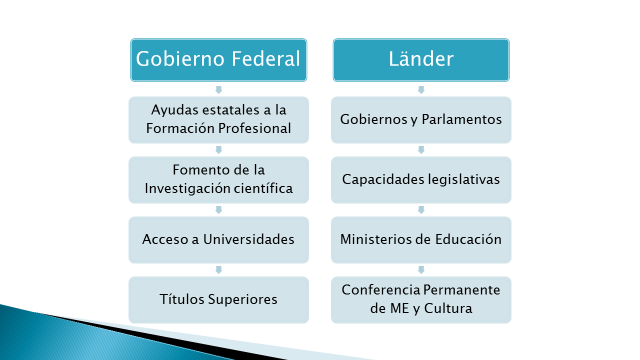 Gobierno Federal
Ayudas estatales a la
Formación Profesional
Fomento de la
Investigación científica
Acceso a Universidades
Títulos Superiores
Länder
Gobiernos y Parlamentos
Capacidades legislativas
Ministerios de Educación
Conferencia Permanente
de ME y Cultura